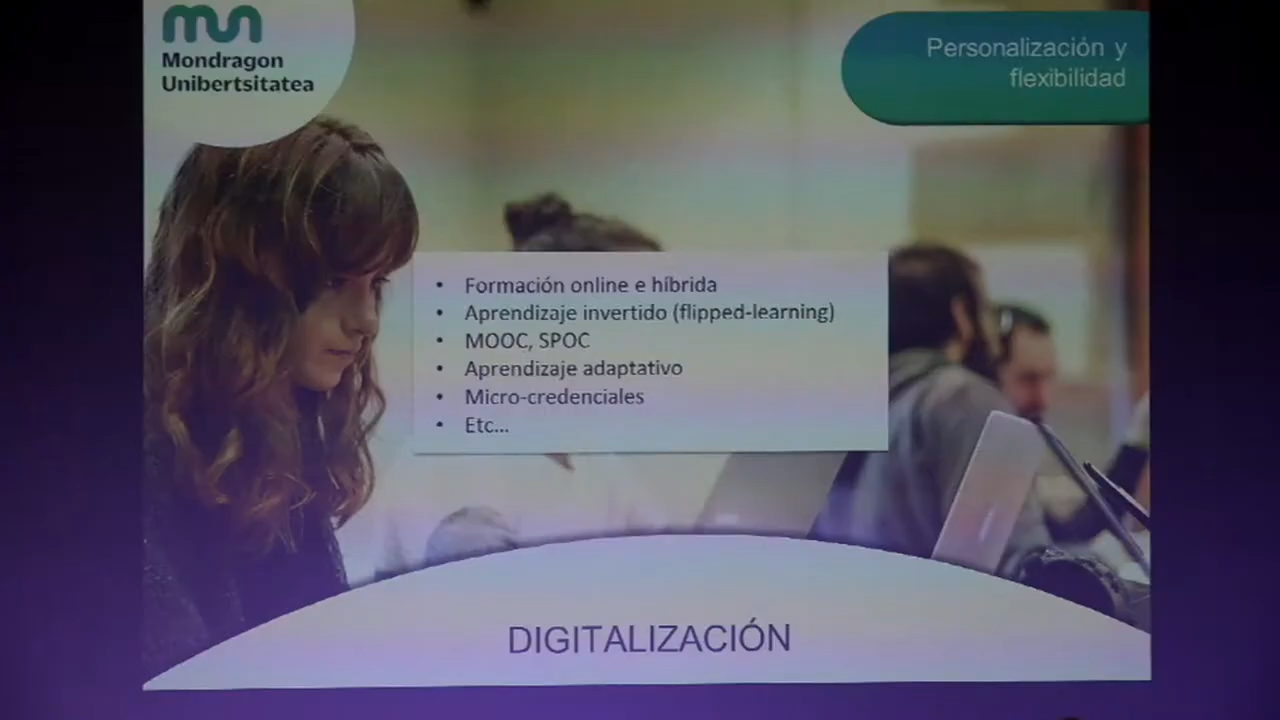 Mondragon
Unibertsitatea
Personalización y
flexibilidad
• Formación online e híbrida
• Aprendizaje invertido (flipped-learning)
• MOOC, SPOC
• Aprendizaje adaptativo
• Micro-credenciales
• Etc...
DIGITALIZACIÓN